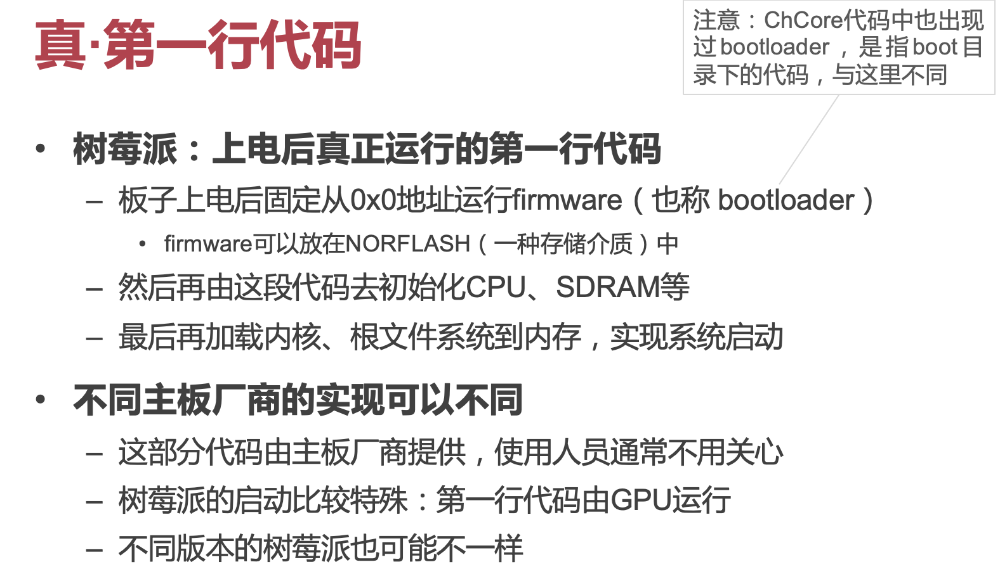 真·第一行代码
注意：ChCore代码中也出现
过bootloader，是指boot目
录下的代码，与这里不同
• 树莓派：上电后真正运行的第一行代码
– 板子上电后固定从0x0地址运行firmware（也称 bootloader）
• firmware可以放在NORFLASH（一种存储介质）中
– 然后再由这段代码去初始化CPU、SDRAM等
– 最后再加载内核、根文件系统到内存，实现系统启动
• 不同主板厂商的实现可以不同
– 这部分代码由主板厂商提供，使用人员通常不用关心
– 树莓派的启动比较特殊：第一行代码由GPU运行
– 不同版本的树莓派也可能不一样